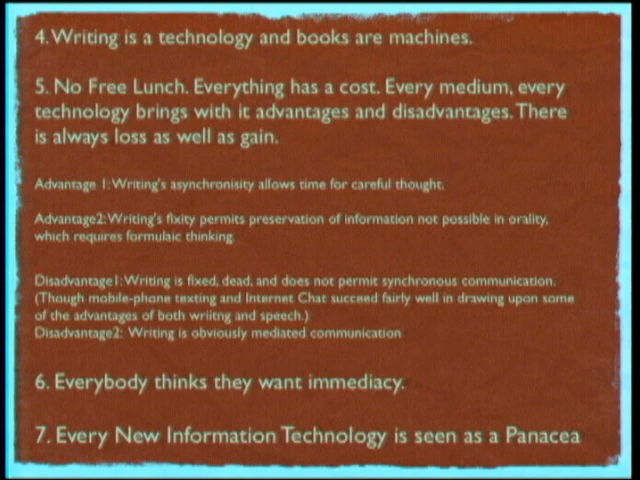 4. Writing is a technology and books are machines.
5. No Free Lunch. Everything has a cost. Every medium, every
technology brings with it advantages and disadvantages. There
is always loss as well as gain.
Advantage 1: Writing's asynchronisity allows time for careful thought.
Advantage2: Writing's fixity permits preservation of information not possible in orality,
which requires formulaic thinking.
Disadvantage1: Writing is fixed, dead, and does not permit synchronous communication.
(Though mobile-phone texting and Internet Chat succeed fairly well in drawing upon some
of the advantages of both wriitng and speech.)
Disadvantage2: Writing is obviously mediated communication
6. Everybody thinks they want immediacy.
7. Every New Information Technology is seen as a Panacea